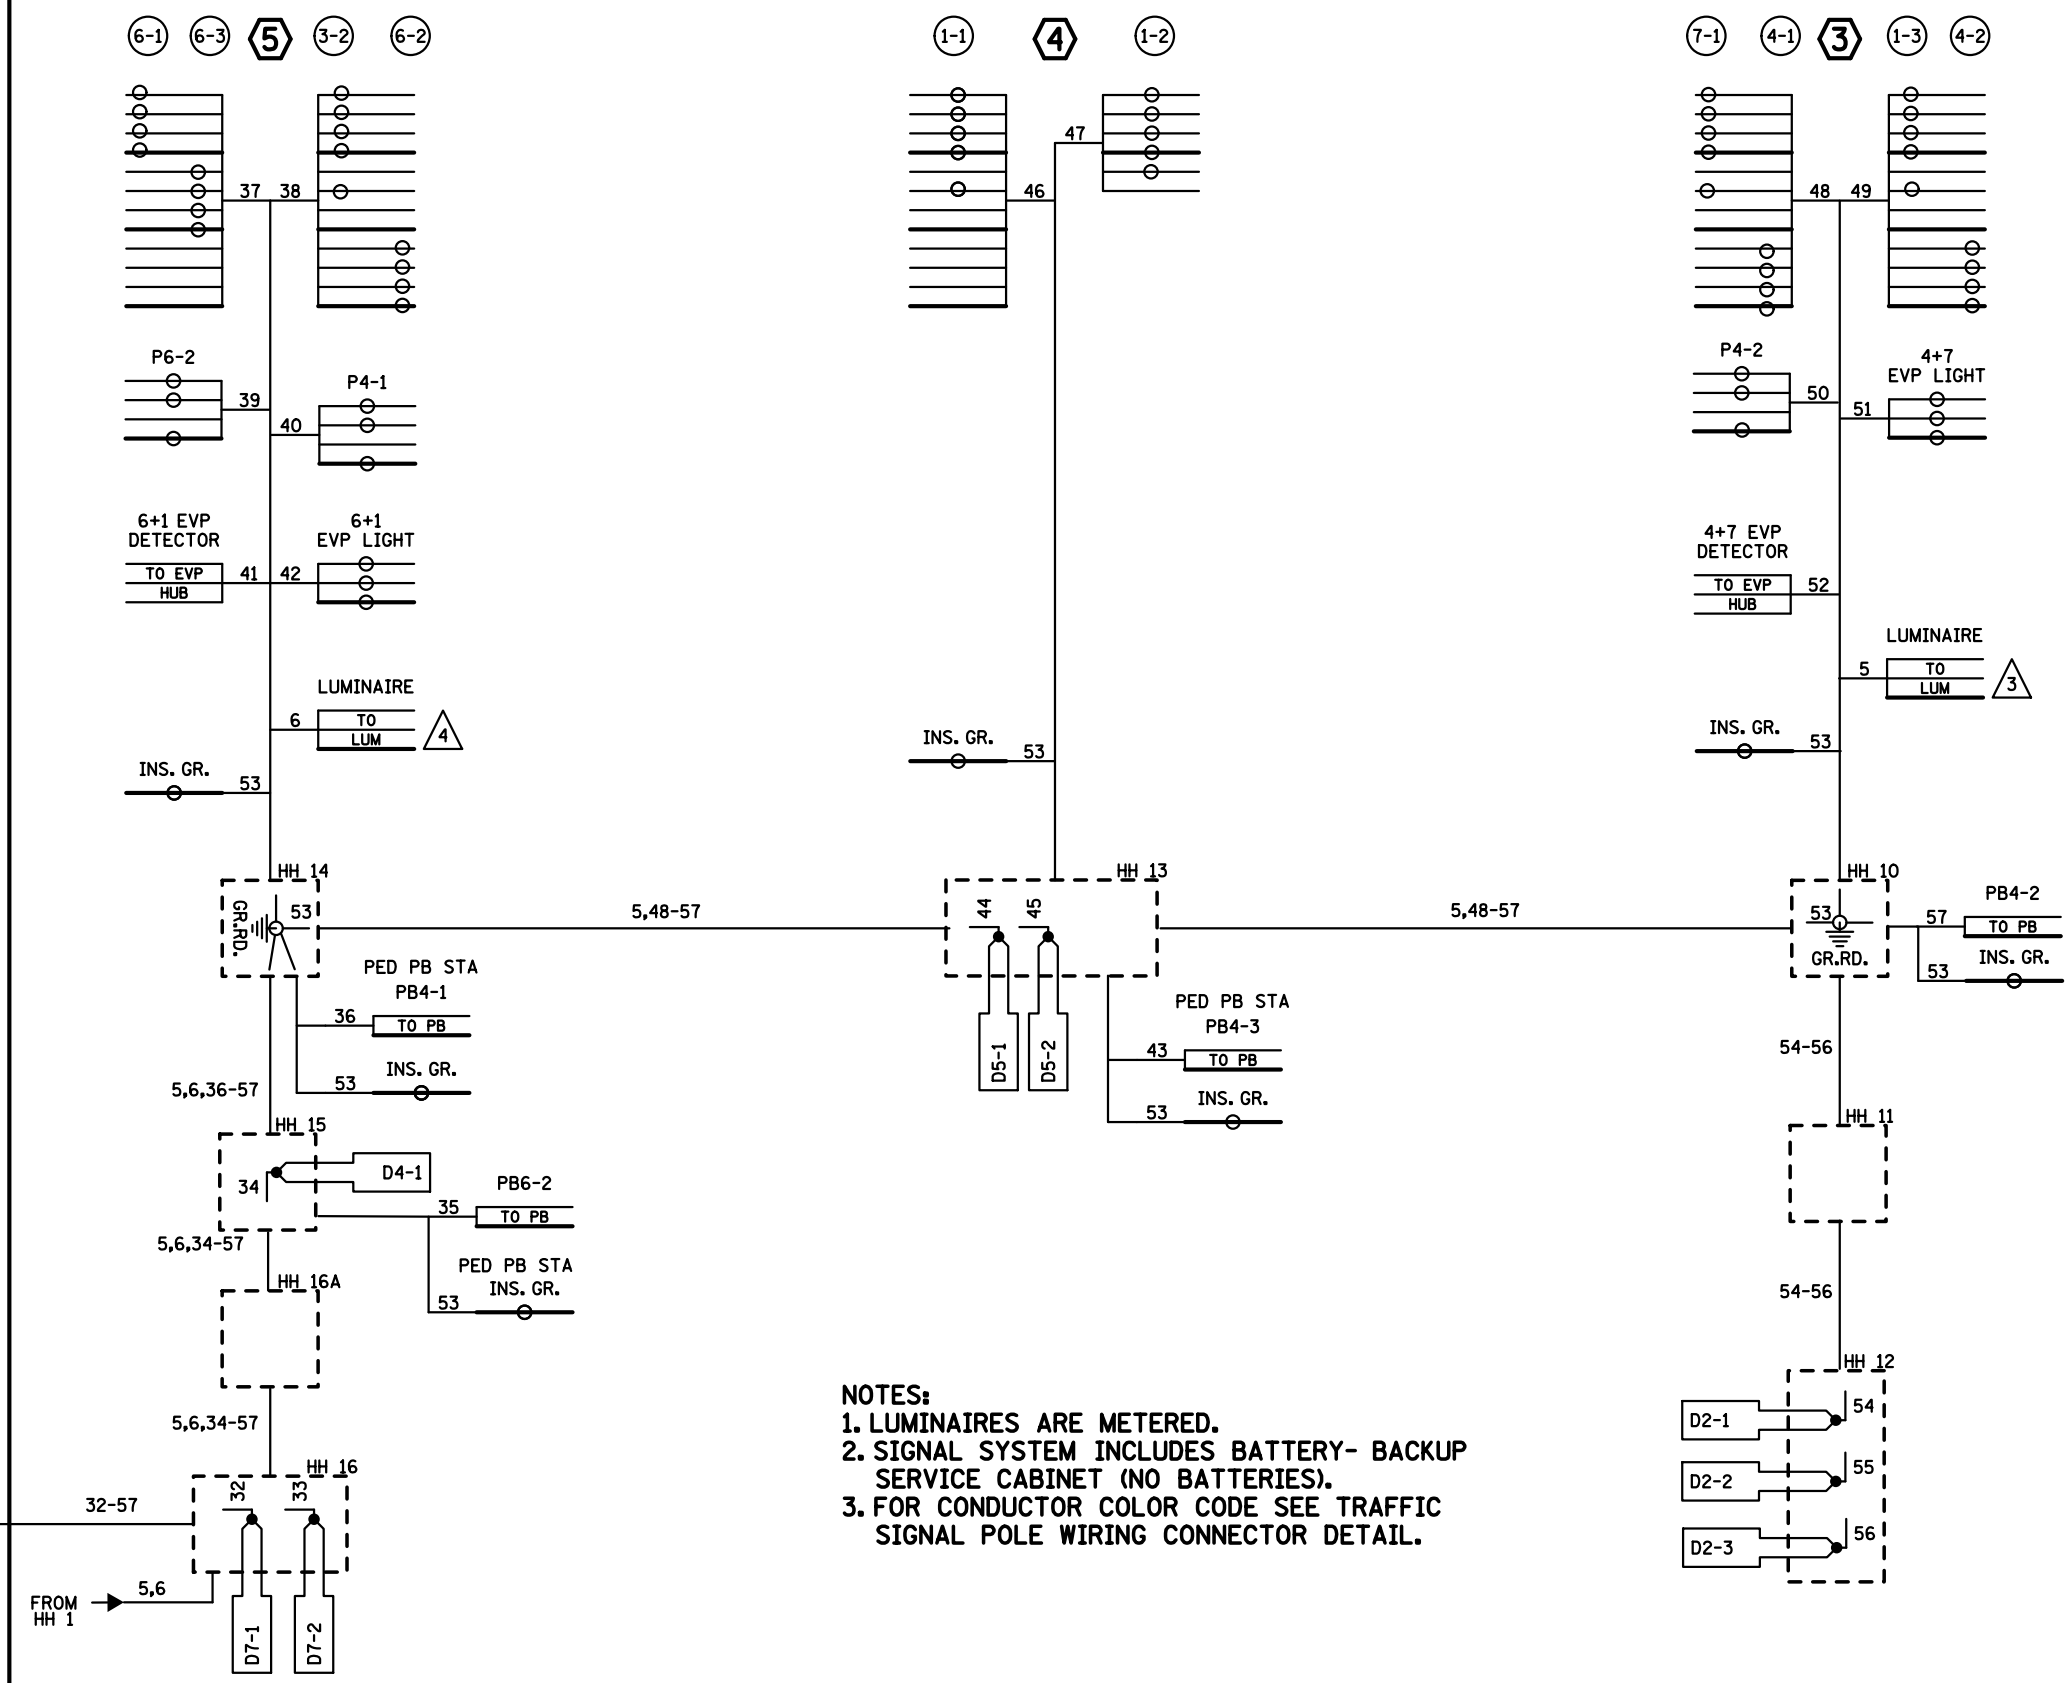 6-1
6-3
5
3-2
6-2
1-1
4
1-2
7-1
4-1
3
1-3
4-2
47
37
38
46
48
49
P6-2
39
P4-1
40
P4-2
50
4+7
EVP LIGHT
51
6+1 EVP
DETECTOR
TO EVP
HUB
41
42
6+1
EVP LIGHT
4+7 EVP
DETECTOR
TO EVP
HUB
52
LUMINAIRE
6
TO
LUM
4
LUMINAIRE
5
TO
LUM
3
INS. GR.
53
INS. GR.
53
INS. GR.
53
HH 14
GR.RD.
53
5,48-57
HH 13
44
45
5,48-57
HH 10
53
GR.RD.
PB4-2
57
TO PB
INS. GR.
53
PED PB STA
PB4-1
36
TO PB
INS. GR.
53
5,6,36-57
D5-1
D5-2
PED PB STA
PB4-3
43
TO PB
INS. GR.
53
54-56
HH 15
34
D4-1
35
PB6-2
TO PB
PED PB STA
INS. GR.
53
5,6,34-57
HH 16A
HH 11
54-56
5,6,34-57
HH 16
32
33
32-57
FROM
HH 1
5,6
D7-1
D7-2
NOTES:
1. LUMINAIRES ARE METERED.
2. SIGNAL SYSTEM INCLUDES BATTERY- BACKUP
SERVICE CABINET (NO BATTERIES).
3. FOR CONDUCTOR COLOR CODE SEE TRAFFIC
SIGNAL POLE WIRING CONNECTOR DETAIL.
HH 12
D2-1
54
D2-2
55
D2-3
56